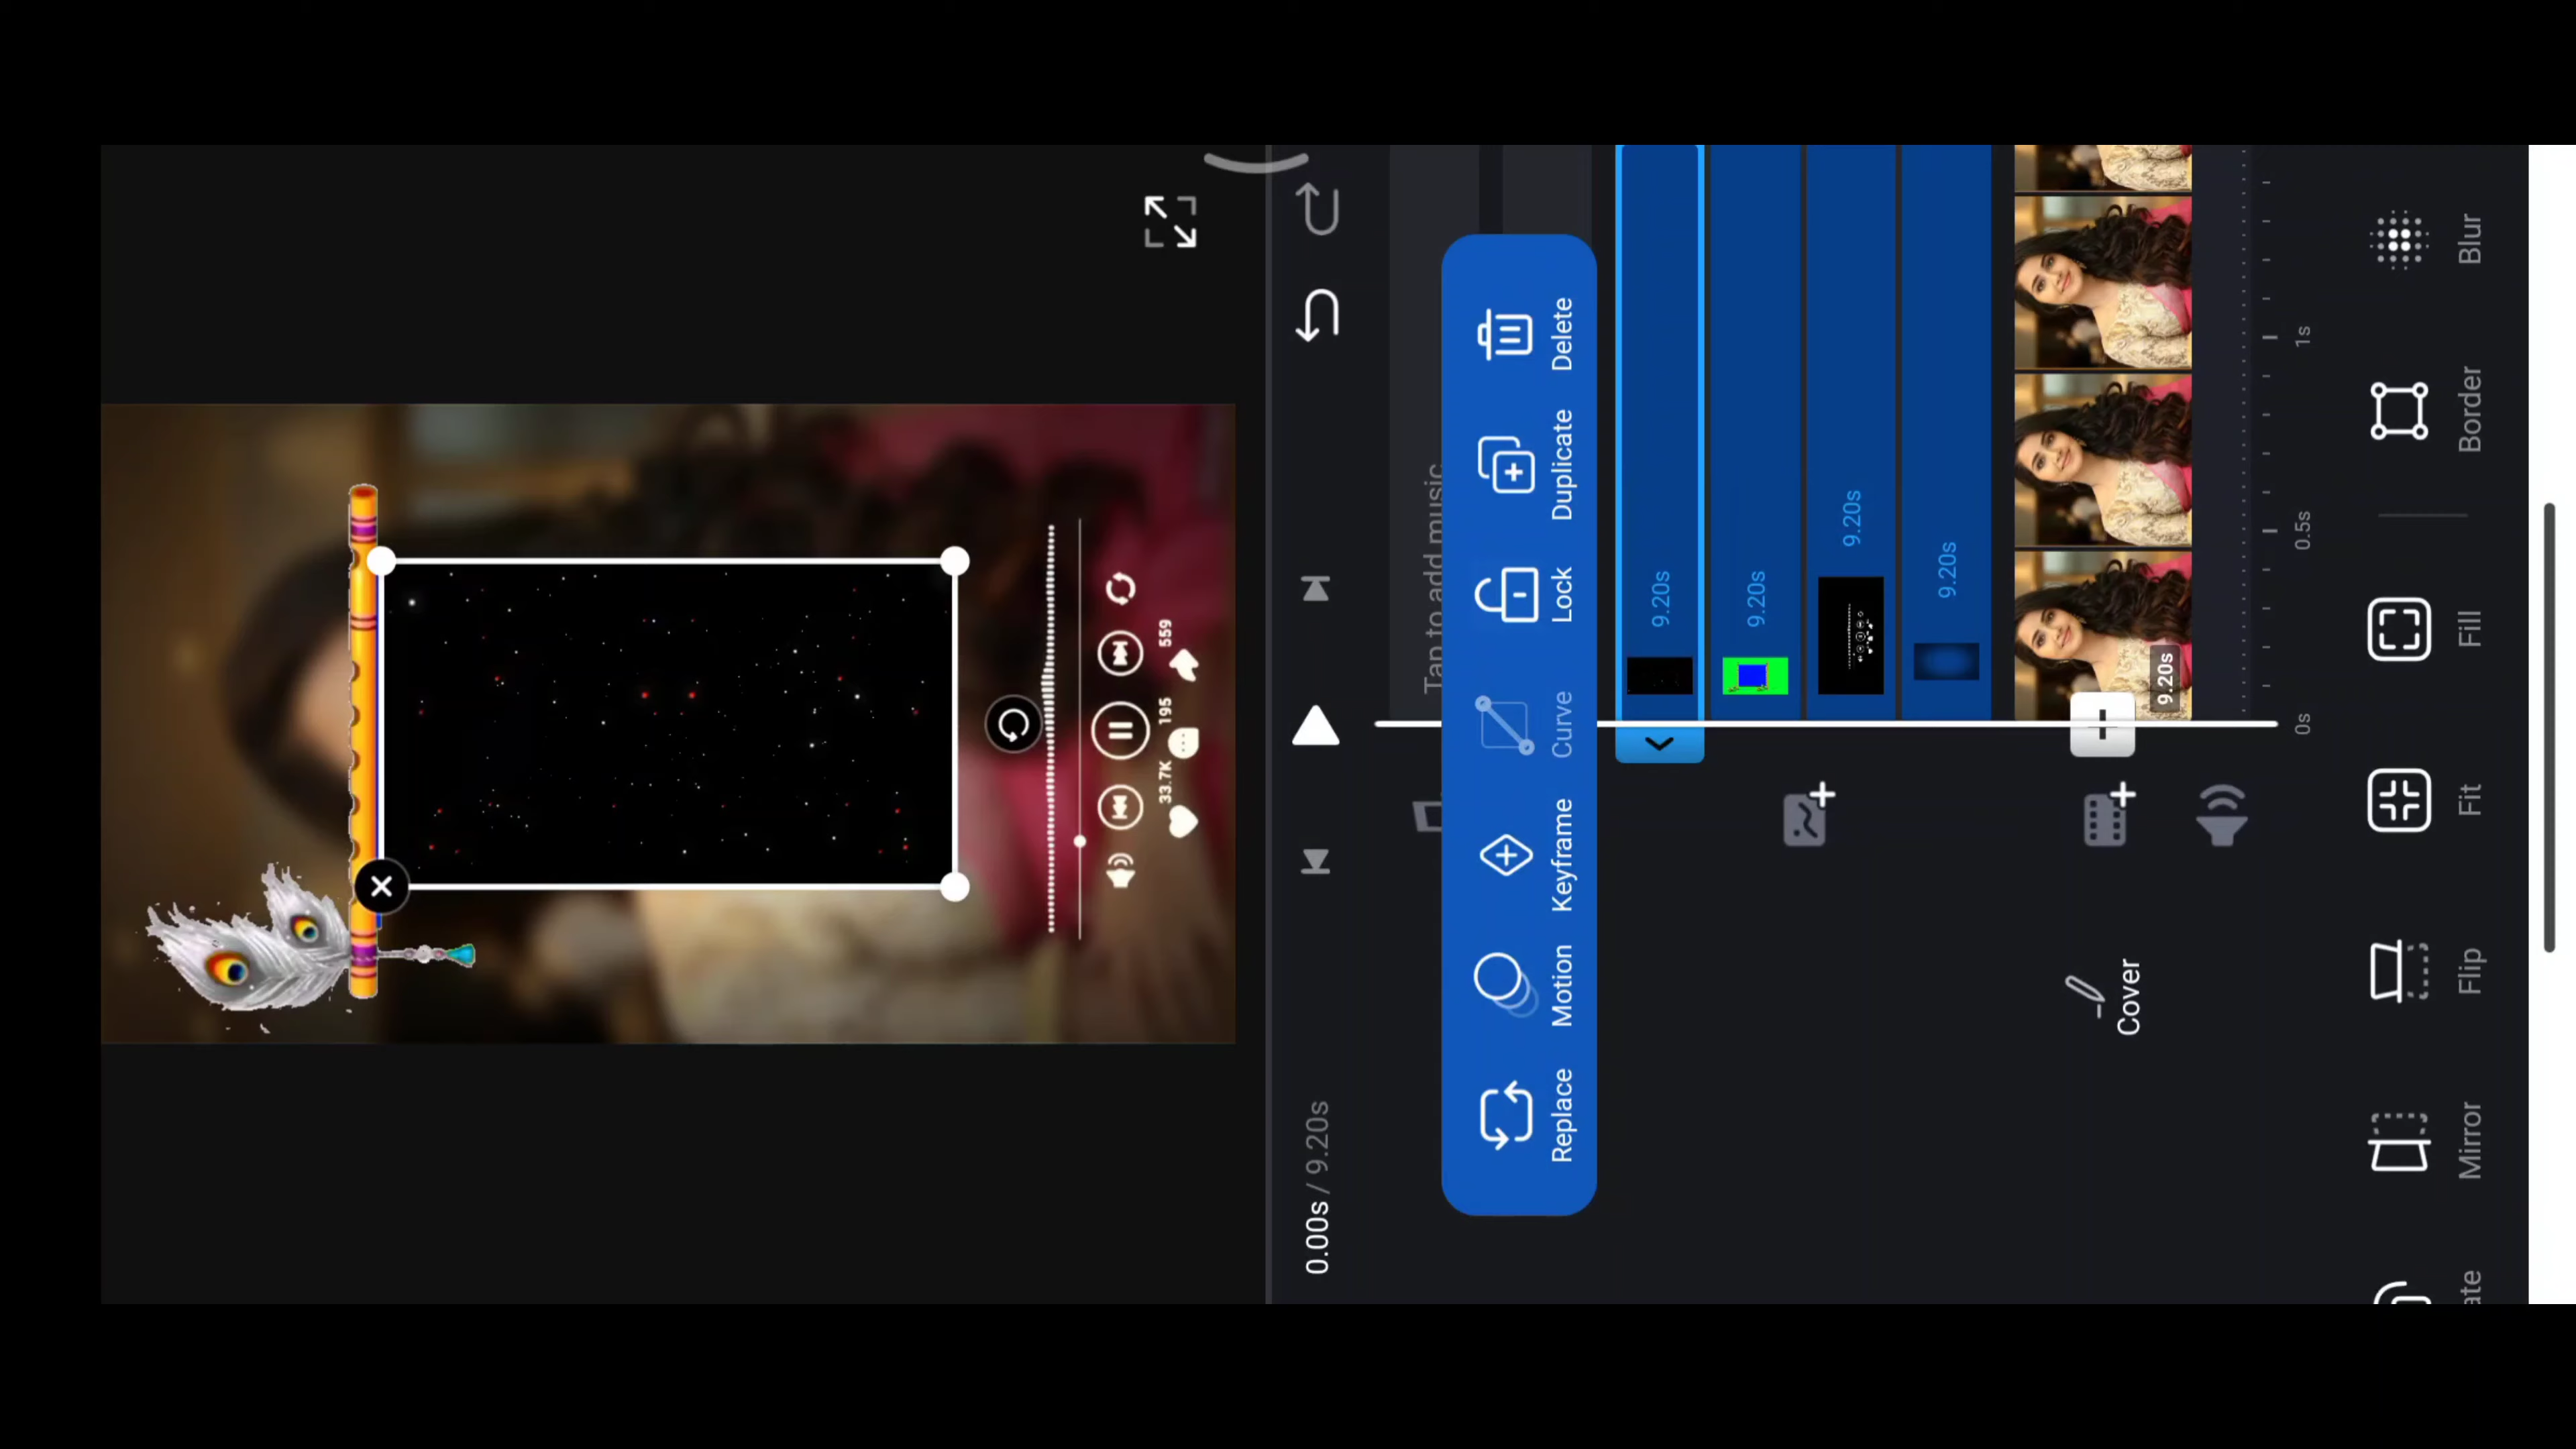 33.7K
195
559
0.00s / 9.20s
Tap to add music
Replace
Motion
Keyframe
Curve
Lock
Duplicate
Delete
9.20s
9.20s
9.20s
9.20s
Cover
9.20s
0s
0.5s
1s
Mirror
Flip
Fit
Fill
Border
Blur